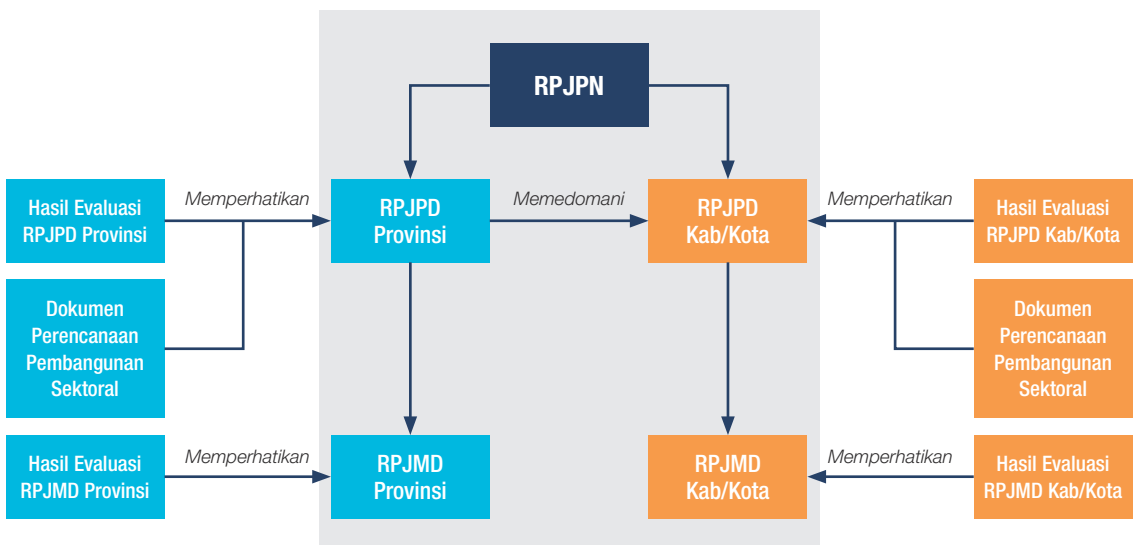 RPJPN
Hasil Evaluasi
RPJPD Provinsi
Memperhatikan
RPJPD
Provinsi
Memedomani
RPJPD
Kab/Kota
Memperhatikan
Hasil Evaluasi
RPJPD Kab/Kota
Dokumen
Perencanaan
Pembangunan
Sektoral
Dokumen
Perencanaan
Pembangunan
Sektoral
Hasil Evaluasi
RPJMD Provinsi
Memperhatikan
RPJMD
Provinsi
RPJMD
Kab/Kota
Memperhatikan
Hasil Evaluasi
RPJMD Kab/Kota